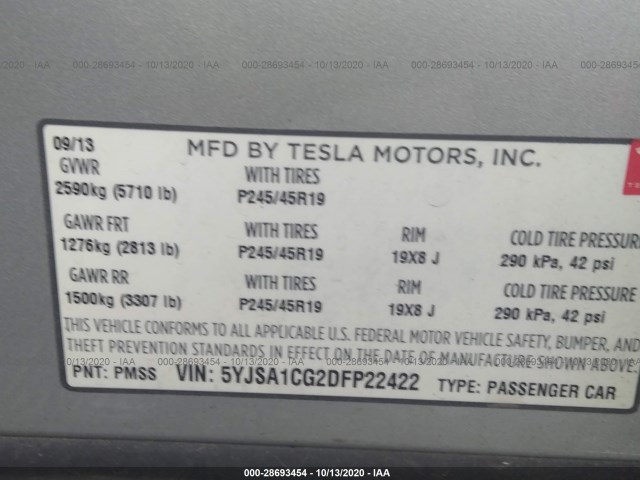 000-28693454 - 10/13/2020 - IAA
09/13 MFD BY TESLA MOTORS, INC.
GVWR WITH TIRES
2590kg (5710 lb) P245/45R19
GAWR FRT WITH TIRES RIM COLD TIRE PRESSURE
1276kg (2813 lb) P245/45R19 19X8 J 290 kPa, 42 psi
GAWR RR WITH TIRES RIM COLD TIRE PRESSURE
1500kg (3307 lb) P245/45R19 19X8 J 290 kPa, 42 psi
THIS VEHICLE CONFORMS TO ALL APPLICABLE U.S. FEDERAL MOTOR VEHICLE SAFETY, BUMPER, AND
THEFT PREVENTION STANDARDS IN EFFECT ON THE DATE OF MANUFACTURE SHOWN ABOVE.
PNT: PMSS VIN: 5YJSA1CG2DFP22422 TYPE: PASSENGER CAR
000-28693454 - 10/13/2020 - IAA